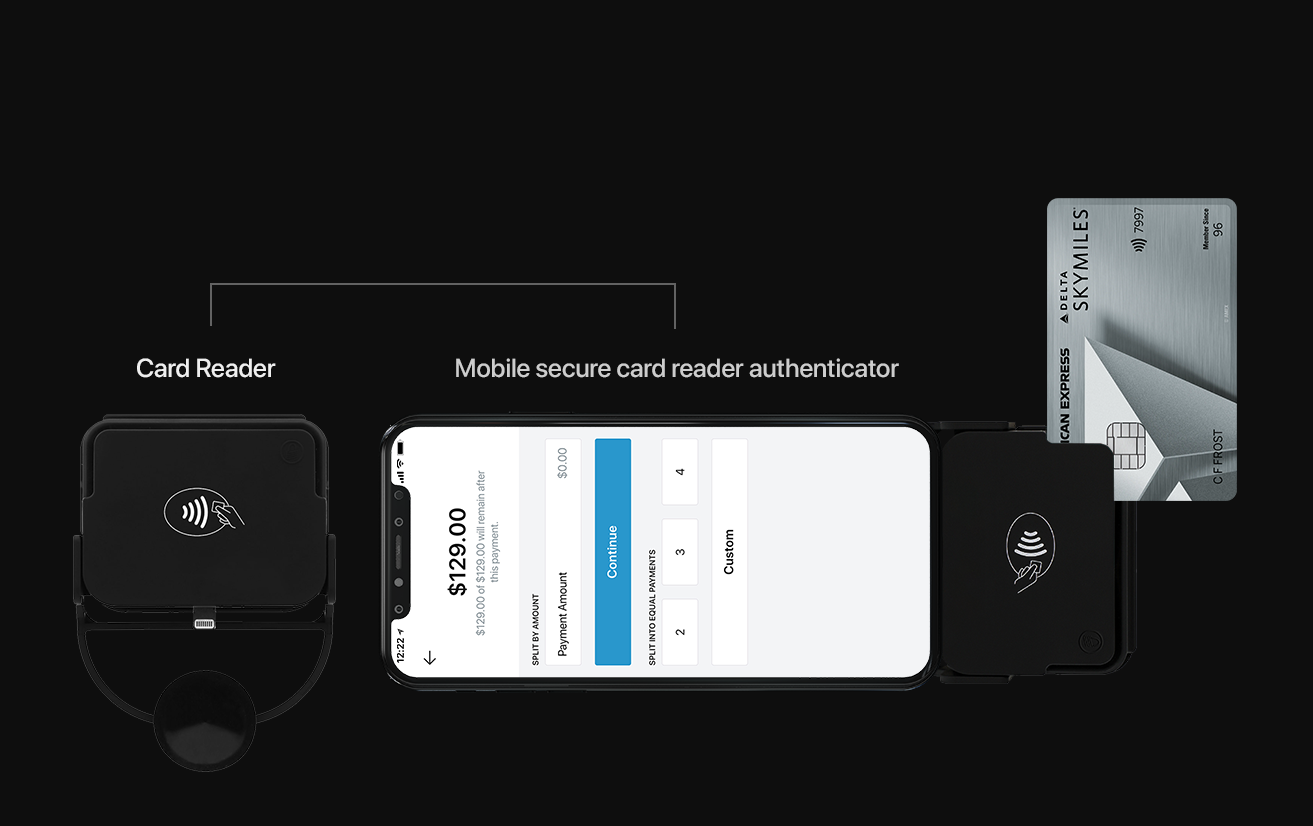 Card Reader
Mobile secure card reader authenticator
12:22
$129.00
$129.00 of $129.00 will remain after
this payment.
SPLIT BY AMOUNT
Payment Amount $0.00
Continue
SPLIT INTO EQUAL PAYMENTS
2 3 4
Custom
ICAN EXPRESS
DELTA
SKYMILES
7997
Member Since
96
C F FROST